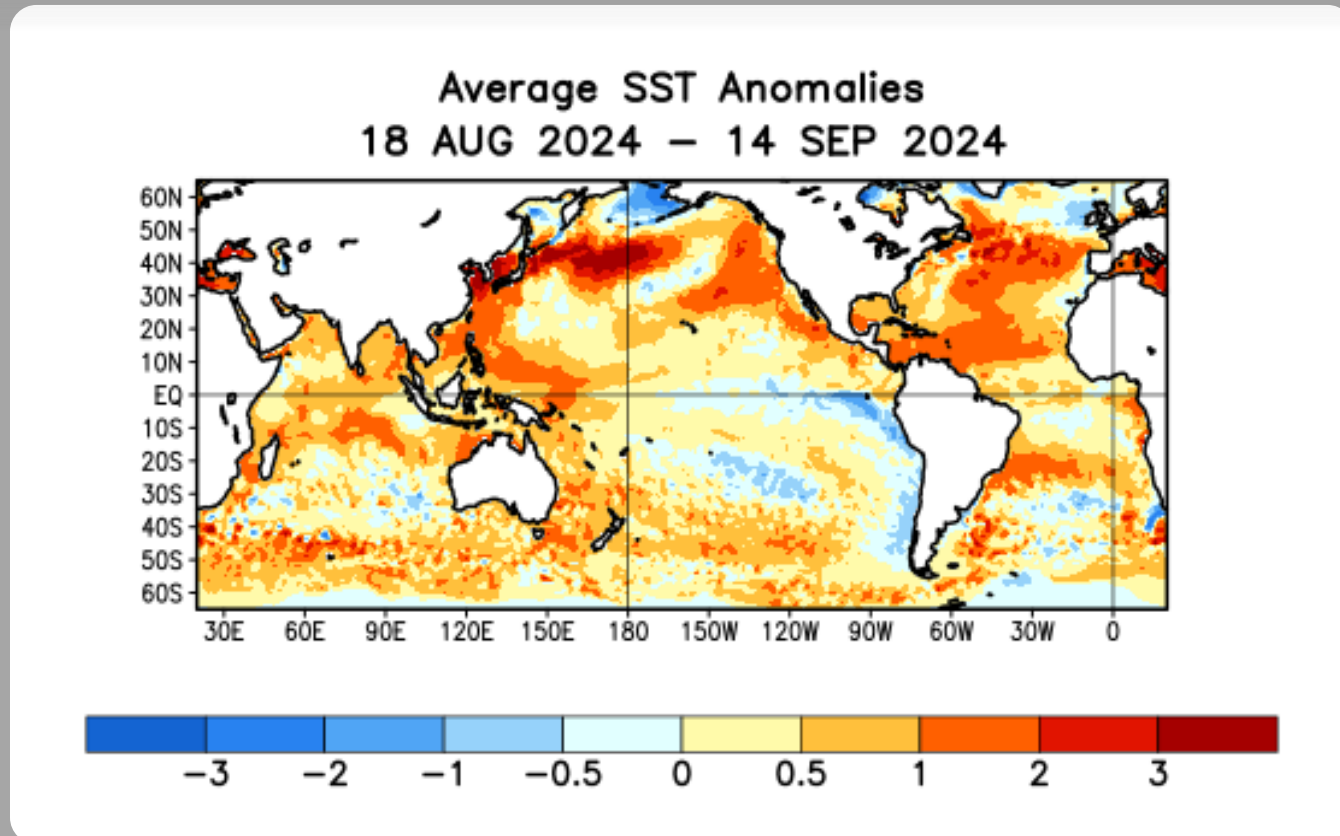 Average SST Anomalies
18 AUG 2024 – 14 SEP 2024
60N
50N
40N
30N
20N
10N
EQ
10S
20S
30S
40S
50S
60S
30E 60E 90E 120E 150E 180 150W 120W 90W 60W 30W 0
−3 −2 −1 −0.5 0 0.5 1 2 3